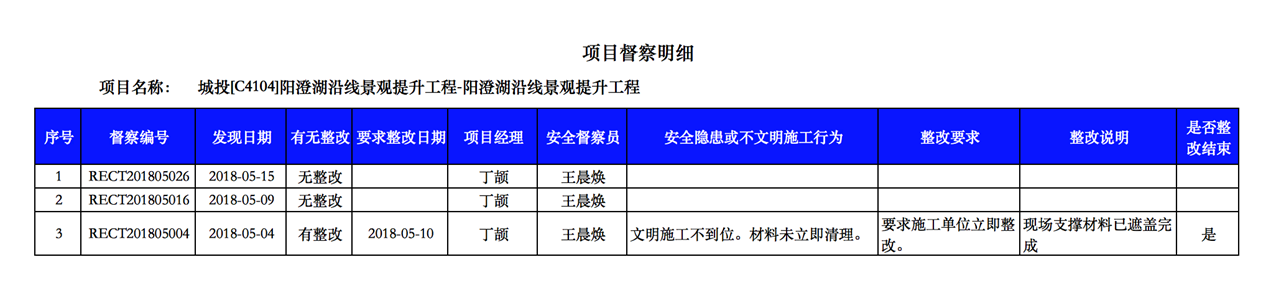 项目督察明细
项目名称： 城投[C4104]阳澄湖沿线景观提升工程-阳澄湖沿线景观提升工程
序号 督察编号 发现日期 有无整改 要求整改日期 项目经理 安全督察员 安全隐患或不文明施工行为 整改要求 整改说明 是否整
改结束
1 RECT201805026 2018-05-15 无整改 丁颉 王晨焕
2 RECT201805016 2018-05-09 无整改 丁颉 王晨焕
3 RECT201805004 2018-05-04 有整改 2018-05-10 丁颉 王晨焕 文明施工不到位。材料未立即清理。 要求施工单位立即整 现场支撑材料已遮盖完 是
改。 成